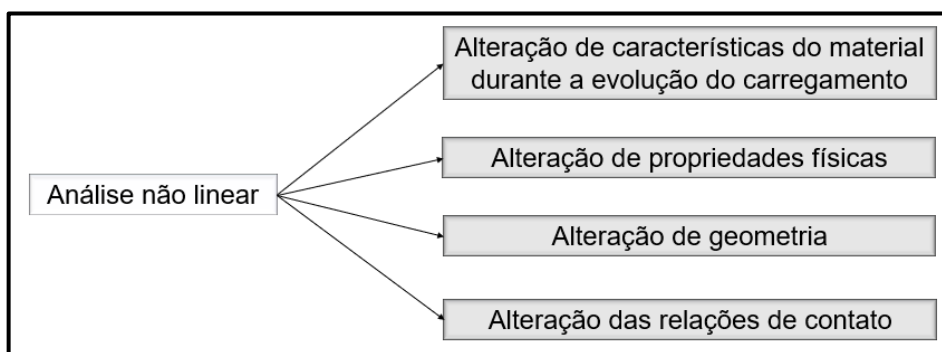 Alteração de características do material
durante a evolução do carregamento
Alteração de propriedades físicas
Análise não linear
Alteração de geometria
Alteração das relações de contato